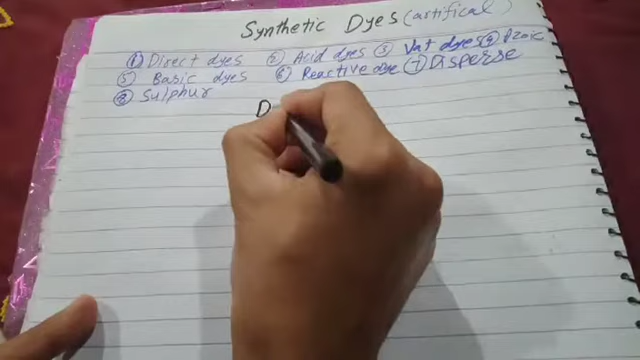 Synthetic Dyes (artifical)
① Direct dyes ② Acid dyes ③ Vat dyes ④ Azoic
⑤ Basic dyes ⑥ Reactive dye ⑦ Disperse
⑧ Sulphur
D